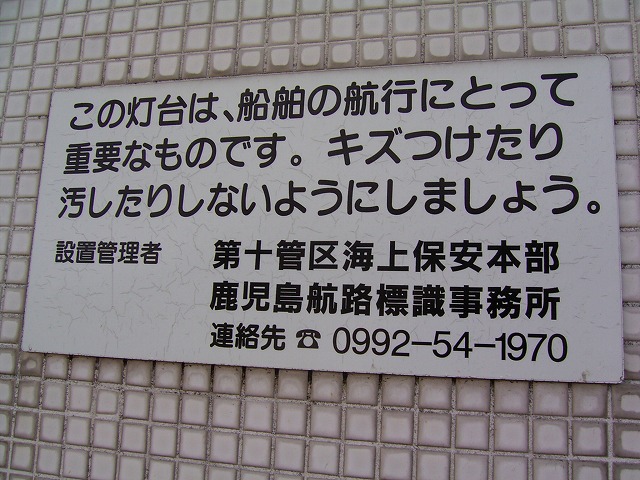 この灯台は、船舶の航行にとって
重要なものです。キズつけたり
汚したりしないようにしましょう。
設置管理者 第十管区海上保安本部
鹿児島航路標識事務所
連絡先 ☎ 0992-54-1970